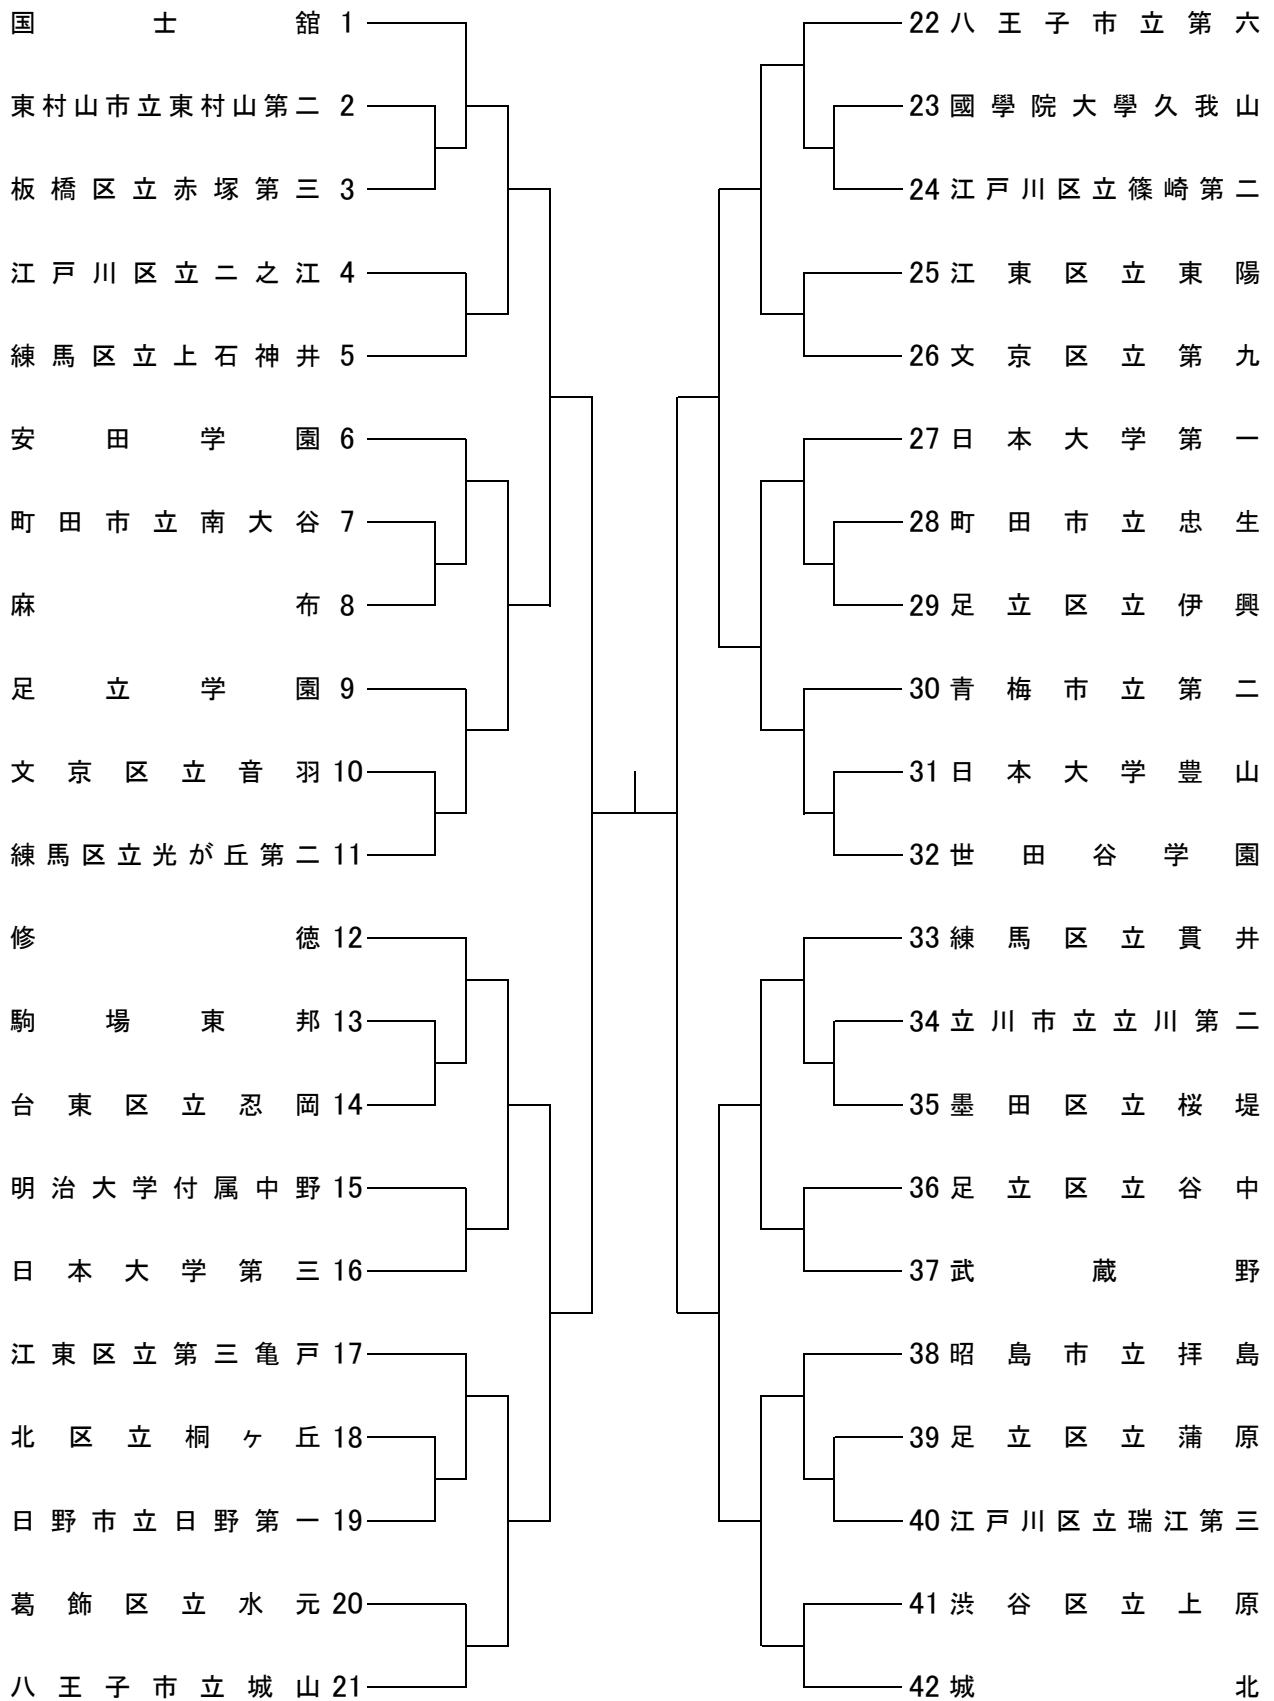 国士舘 1
東村山市立東村山第二 2
板橋区立赤塚第三 3
江戸川区立二之江 4
練馬区立上石神井 5
安田学園 6
町田市立南大谷 7
麻布 8
足立学園 9
文京区立音羽 10
練馬区立光が丘第二 11
修徳 12
駒場東邦 13
台東区立忍岡 14
明治大学付属中野 15
日本大学第三 16
江東区立第三亀戸 17
北区立桐ヶ丘 18
日野市立日野第一 19
葛飾区立水元 20
八王子市立城山 21
22 八王子市立第六
23 國學院大學久我山
24 江戸川区立篠崎第二
25 江東区立東陽
26 文京区立第九
27 日本大学第一
28 町田市立忠生
29 足立区立伊興
30 青梅市立第二
31 日本大学豊山
32 世田谷学園
33 練馬区立貫井
34 立川市立立川第二
35 墨田区立桜堤
36 足立区立谷中
37 武蔵野
38 昭島市立拝島
39 足立区立蒲原
40 江戸川区立瑞江第三
41 渋谷区立上原
42 城北